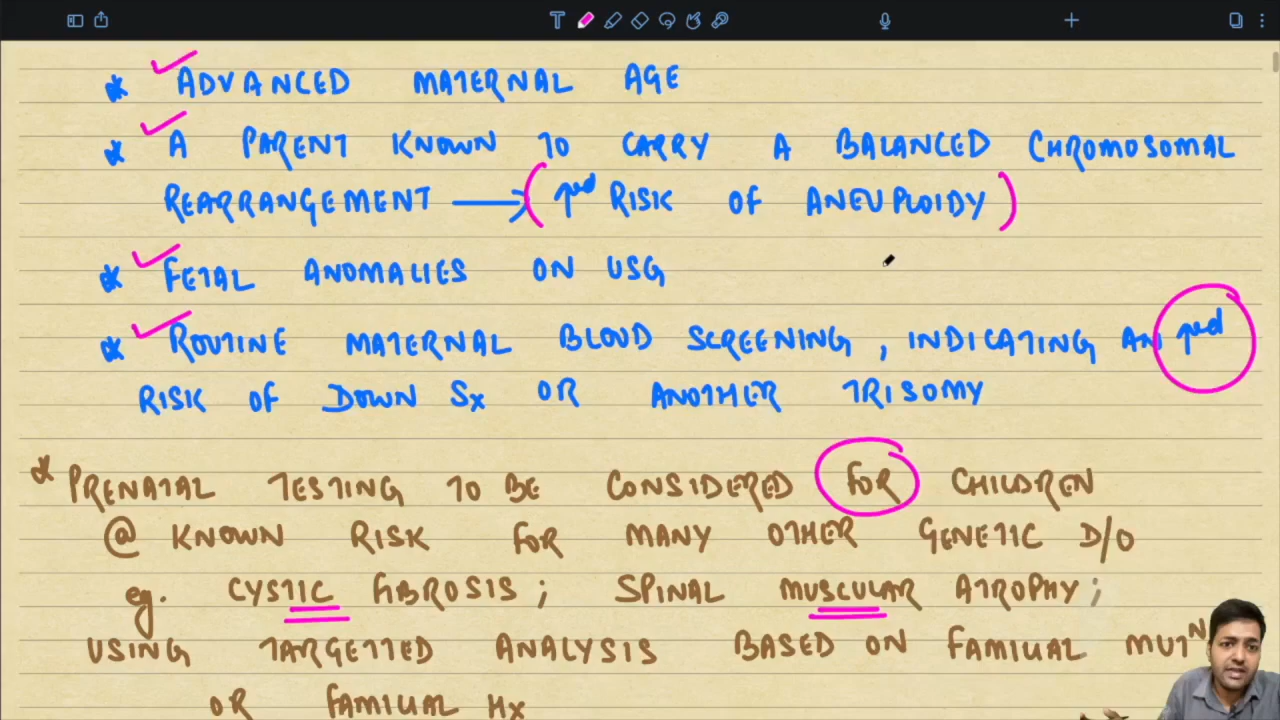 * ADVANCED MATERNAL AGE
* A PARENT KNOWN TO CARRY A BALANCED CHROMOSOMAL
REARRANGEMENT → (↑ed RISK OF ANEUPLOIDY)
* FETAL ANOMALIES ON USG
* ROUTINE MATERNAL BLOOD SCREENING, INDICATING AN ↑ed
RISK OF DOWN Sx OR ANOTHER TRISOMY
* PRENATAL TESTING TO BE CONSIDERED FOR CHILDREN
@ KNOWN RISK FOR MANY OTHER GENETIC D/O
eg. CYSTIC FIBROSIS; SPINAL MUSCULAR ATROPHY;
USING TARGETTED ANALYSIS BASED ON FAMILIAL MUTN
OR FAMILIAL Hx